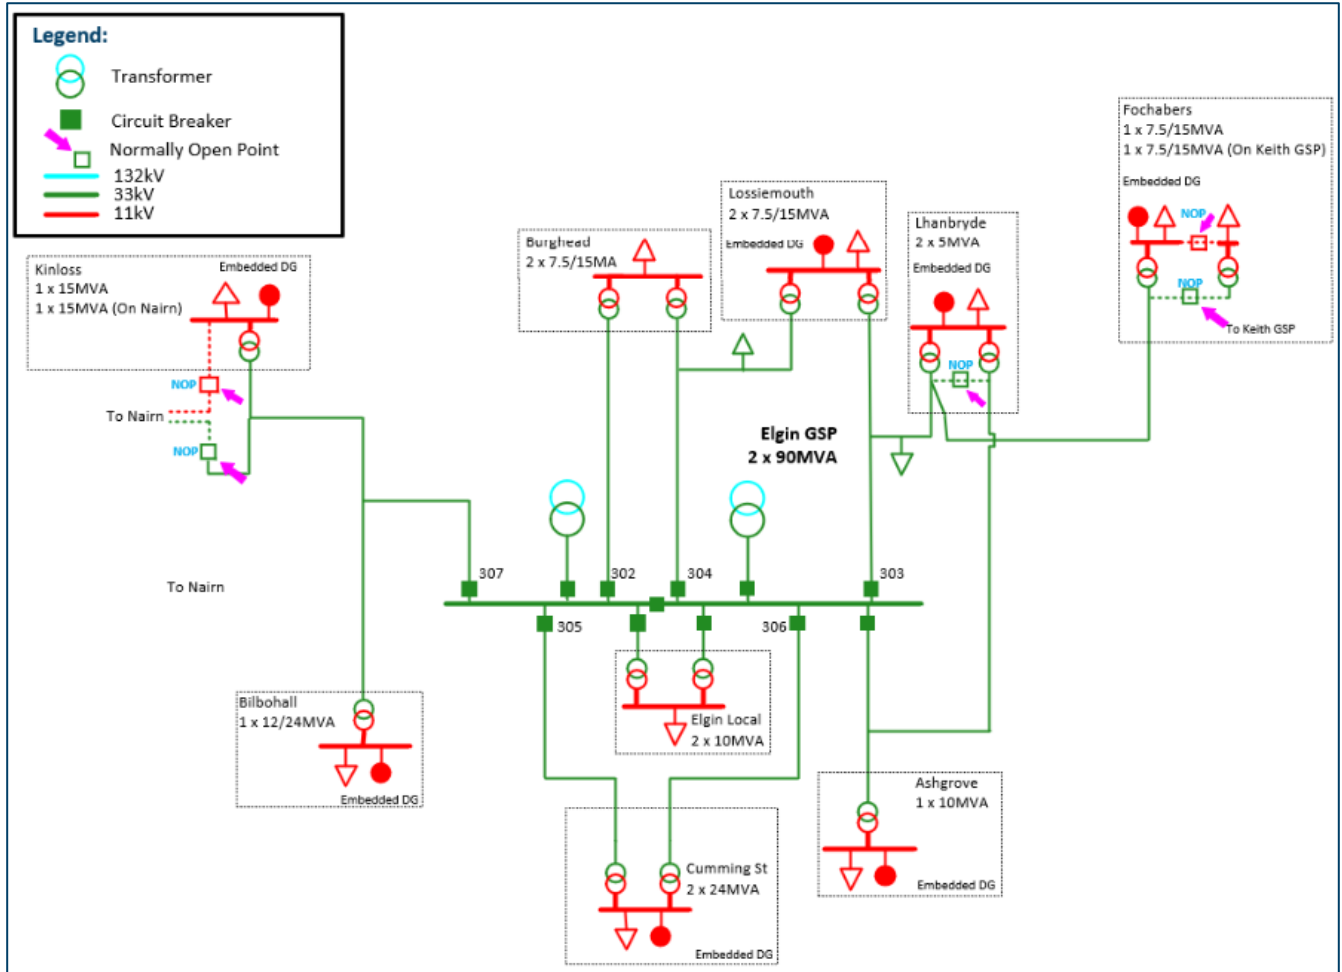 Legend:
Transformer
Circuit Breaker
Normally Open Point
132kV
33kV
11kV
Fochabers
1 x 7.5/15MVA
1 x 7.5/15MVA (On Keith GSP)
Embedded DG
NOP
NOP
To Keith GSP
Lossiemouth
2 x 7.5/15MVA
Embedded DG
Lhanbryde
2 x 5MVA
Embedded DG
NOP
Burghead
2 x 7.5/15MA
Kinloss
1 x 15MVA
1 x 15MVA (On Nairn)
Embedded DG
NOP
To Nairn
NOP
Elgin GSP
2 x 90MVA
To Nairn
307
302
304
303
305
306
Elgin Local
2 x 10MVA
Bilbohall
1 x 12/24MVA
Embedded DG
Ashgrove
1 x 10MVA
Embedded DG
Cumming St
2 x 24MVA
Embedded DG